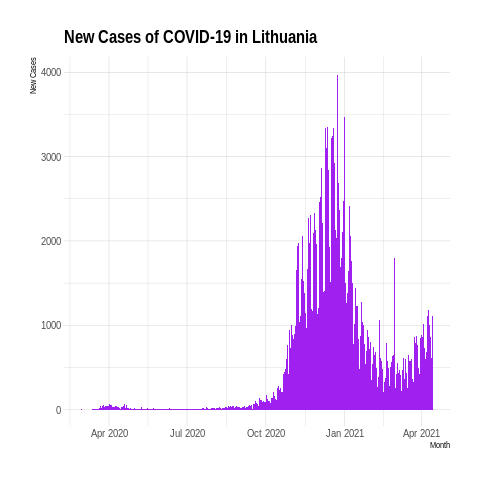 New Cases of COVID-19 in Lithuania
New Cases
4000
3000
2000
1000
0
Apr 2020 Jul 2020 Oct 2020 Jan 2021 Apr 2021
Month